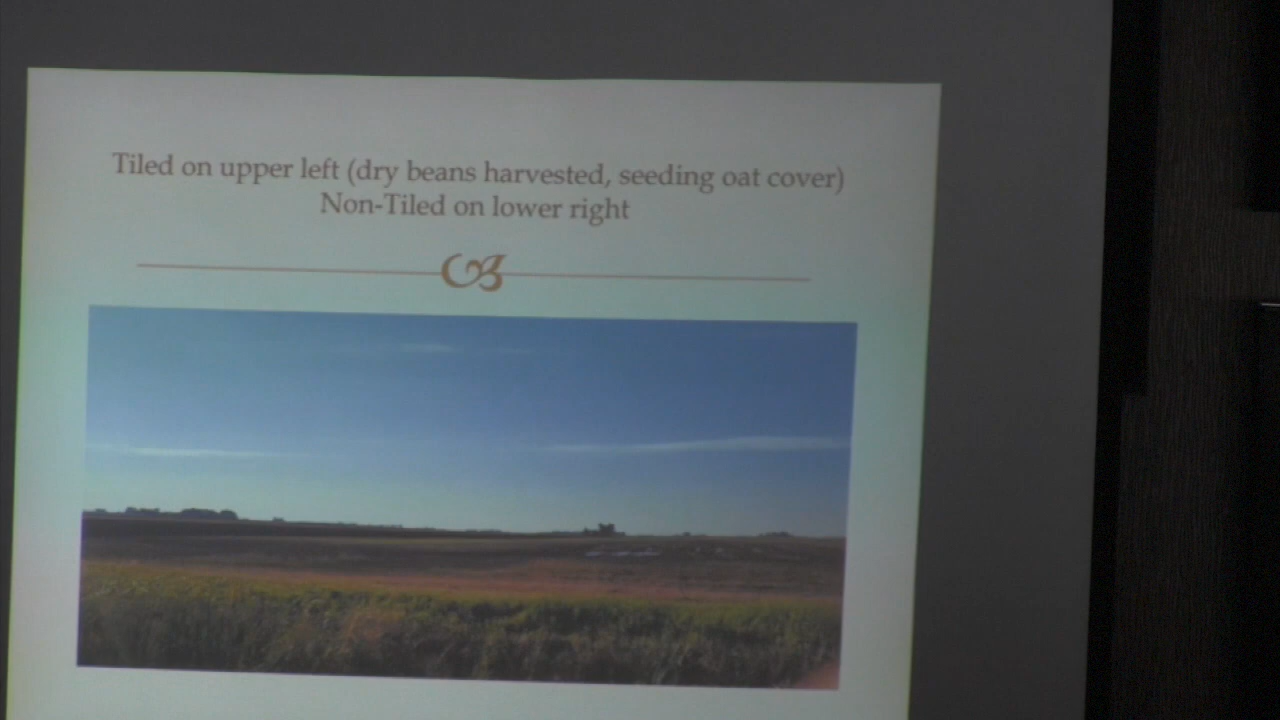 Tiled on upper left (dry beans harvested, seeding oat cover)
Non-Tiled on lower right